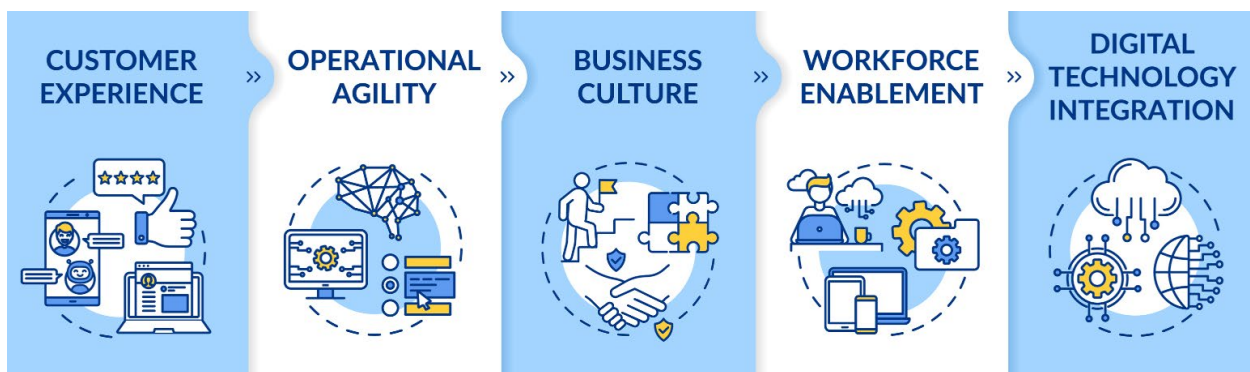 CUSTOMER
EXPERIENCE
»
OPERATIONAL
AGILITY
»
BUSINESS
CULTURE
»
WORKFORCE
ENABLEMENT
»
DIGITAL
TECHNOLOGY
INTEGRATION